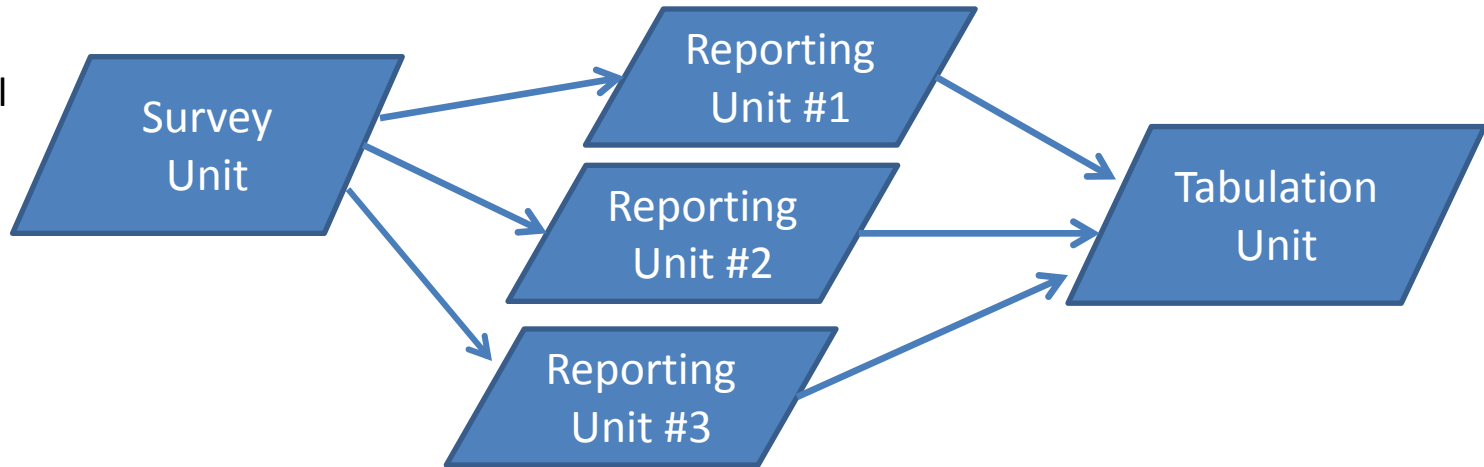 Survey
Unit
Reporting
Unit #1
Reporting
Unit #2
Reporting
Unit #3
Tabulation
Unit